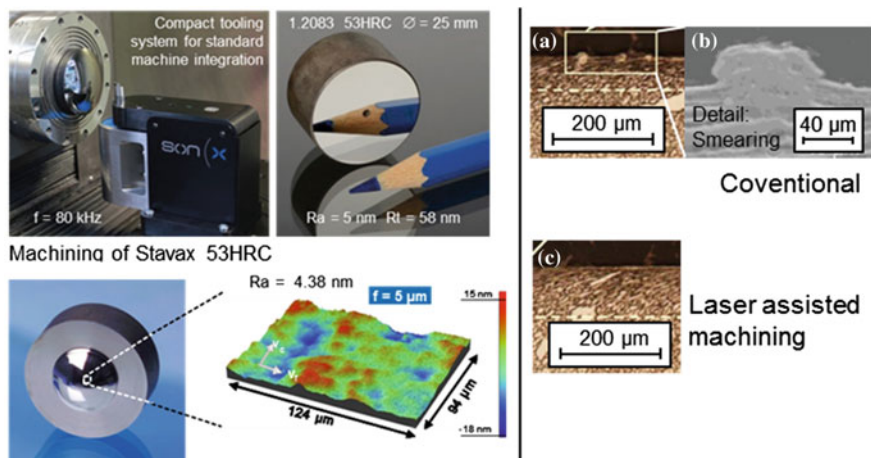 Compact tooling
system for standard
machine integration
son(x
f = 80 kHz
1.2083 53HRC Ø = 25 mm
Ra = 5 nm Rt = 58 nm
Machining of Stavax 53HRC
Ra = 4.38 nm
f = 5 µm
15 nm
-18 nm
124 µm
94 µm
(a)
200 µm
(b)
Detail:
Smearing
40 µm
Coventional
(c)
200 µm
Laser assisted
machining